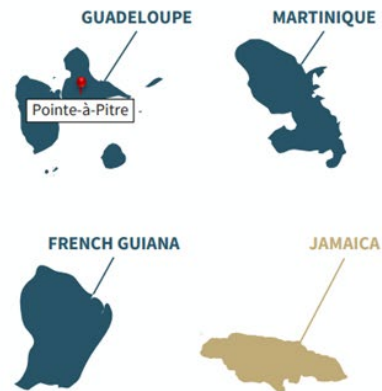 GUADELOUPE
MARTINIQUE
Pointe-à-Pitre
FRENCH GUIANA
JAMAICA